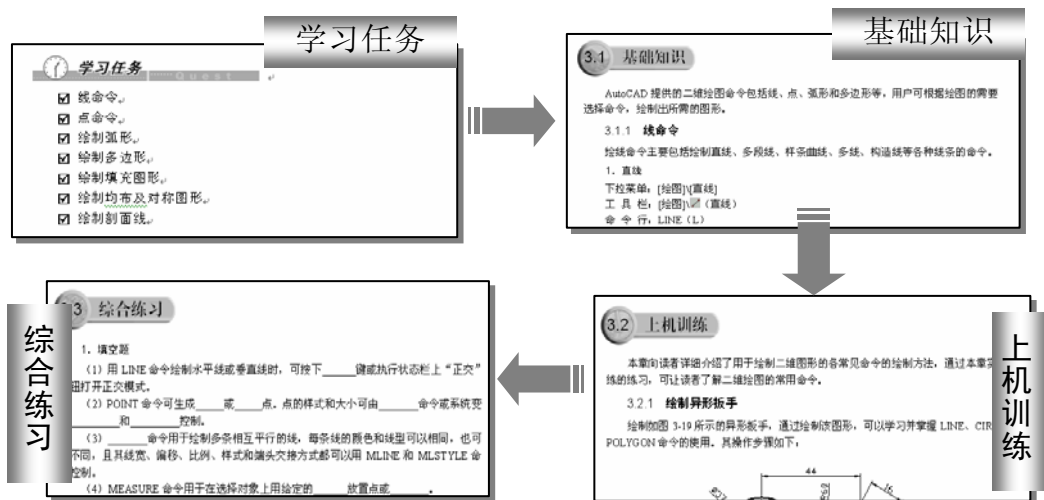 学习任务
学习任务
Quest
线命令。
点命令。
绘制弧形。
绘制多边形。
绘制填充图形。
绘制均布及对称图形。
绘制剖面线。
基础知识
3.1 基础知识
AutoCAD 提供的二维绘图命令包括线、点、弧形和多边形等，用户可根据绘图的需要
选择命令，绘制出所需的图形。
3.1.1 线命令
绘线命令主要包括绘制直线、多段线、样条曲线、多线、构造线等各种线条的命令。
1．直线
下拉菜单：[绘图]\[直线]
工 具 栏：[绘图]\（直线）
命 令 行：LINE（L）
上机训练
3.2 上机训练
本章向读者详细介绍了用于绘制二维图形的各常见命令的绘制方法，通过本章实
练的练习，可让读者了解二维绘图的常用命令。
3.2.1 绘制异形扳手
绘制如图 3-19 所示的异形扳手，通过绘制该图形，可以学习并掌握 LINE、CIR
POLYGON 命令的使用。其操作步骤如下：
44
16
综合练习
3 综合练习
1．填空题
（1）用 LINE 命令绘制水平线或垂直线时，可按下____键或执行状态栏上“正交”
钮打开正交模式。
（2）POINT 命令可生成____或____点。点的样式和大小可由____命令或系统变
____和____控制。
（3）____命令用于绘制多条相互平行的线，每条线的颜色和线型可以相同，也可
不同，且其线宽、偏移、比例、样式和端头交接方式都可以用 MLINE 和 MLSTYLE 命
控制。
（4）MEASURE 命令用于在选择对象上用给定的____放置点或____。